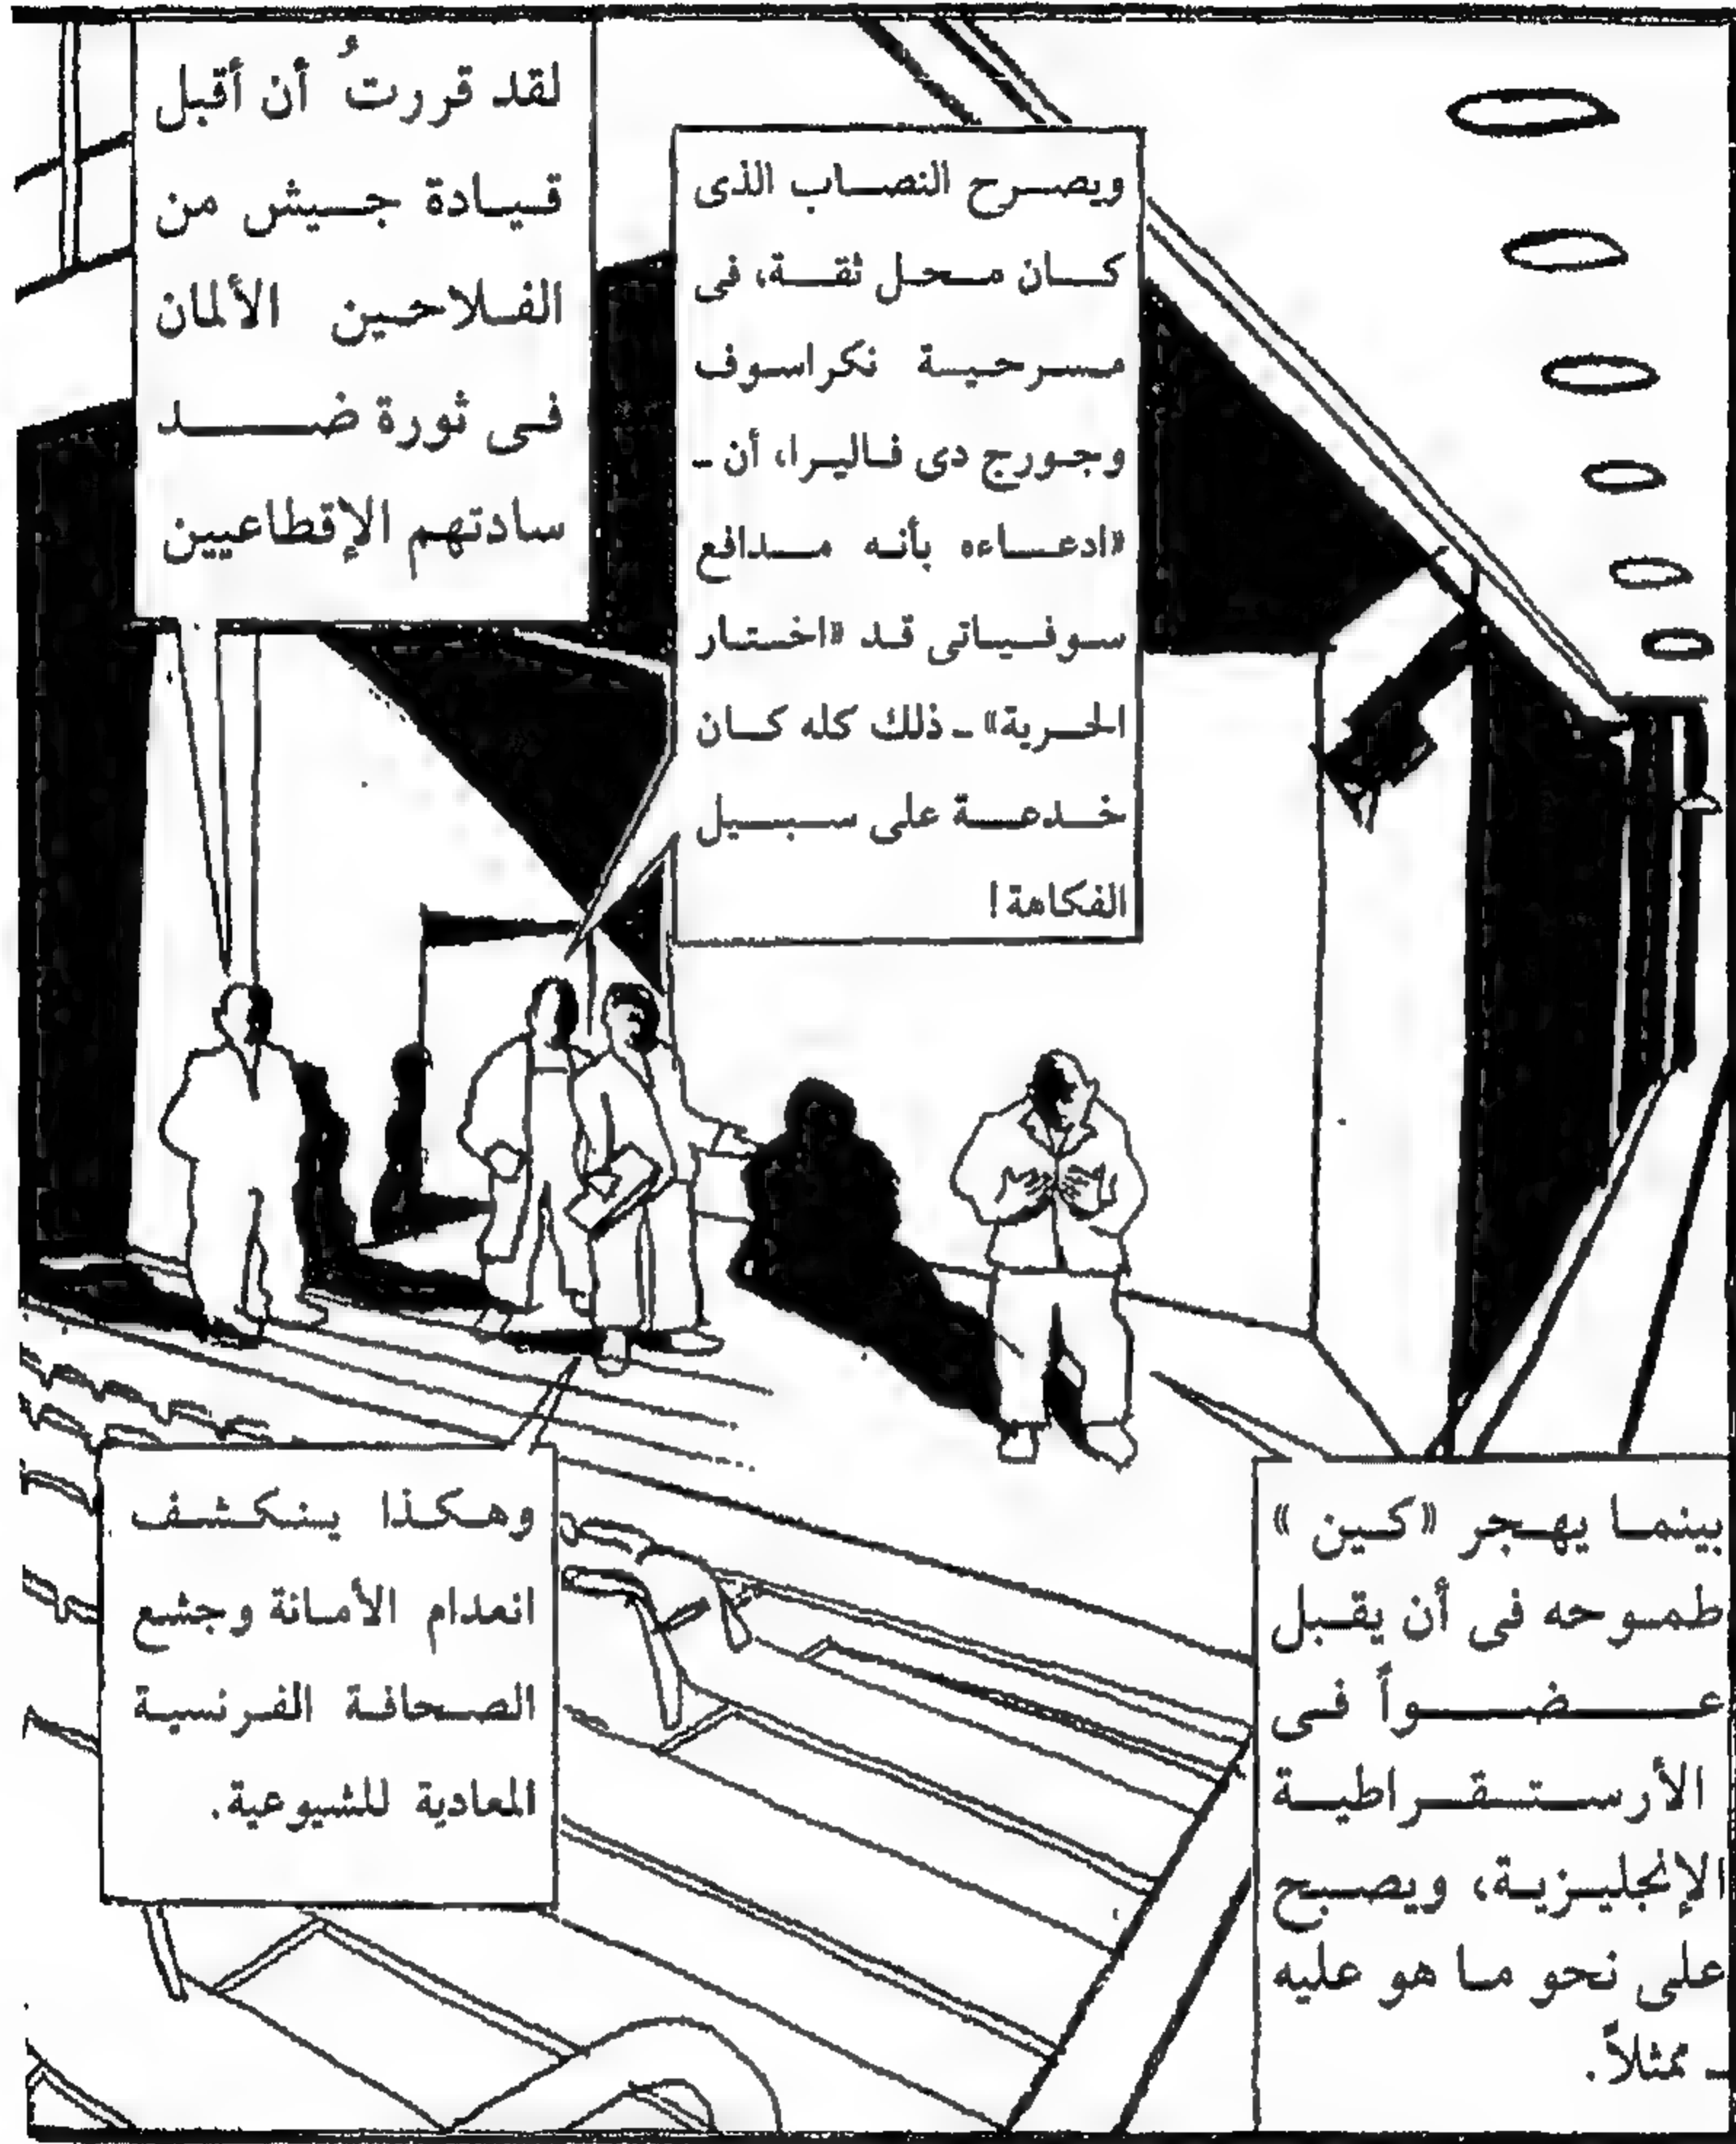 لقد قررتُ أن أقبل
قيادة جيش من
الفلاحين الألمان
فى ثورة ضد
سادتهم الإقطاعيين
ويصرح النصاب الذى
كان محل ثقة، فى
مسرحية نكراسوف
وجورج دى فاليرا، أن -
«ادعاءه بأنه مدافع
سوفياتى قد «اختار
الحرية» - ذلك كله كان
خدعة على سبيل
الفكاهة!
وهكذا ينكشف
انعدام الأمانة وجشع
الصحافة الفرنسية
المعادية للشيوعية.
بينما يهجر «كين»
طموحه فى أن يقبل
عضواً فى
الأرستقراطية
الإنجليزية، ويصبح
على نحو ما هو عليه
- ممثلاً.